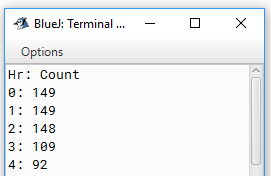 BlueJ: Terminal ...
Options
Hr: Count
0: 149
1: 149
2: 148
3: 109
4: 92